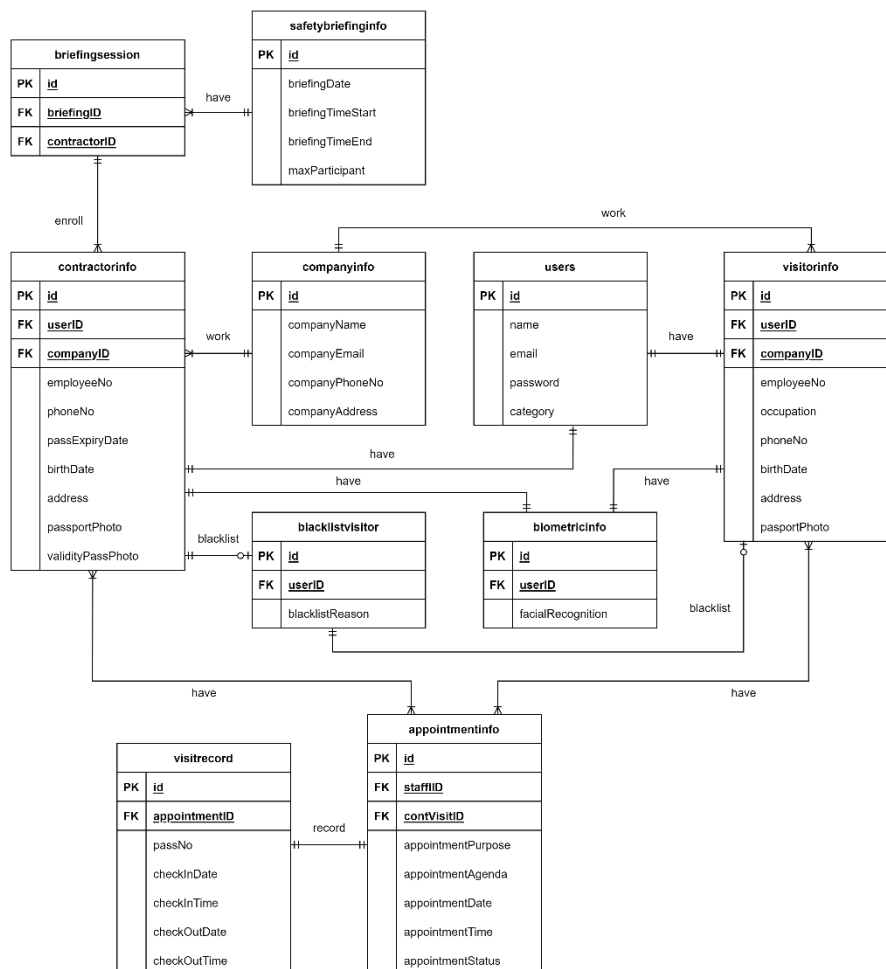 safetybriefinginfo
PK id
briefingDate
briefingTimeStart
briefingTimeEnd
maxParticipant
briefingsession
PK id
FK briefingID
FK contractorID
have
enroll
work
contractorinfo
PK id
FK userID
FK companyID
employeeNo
phoneNo
passExpiryDate
birthDate
address
passportPhoto
validityPassPhoto
work
companyinfo
PK id
companyName
companyEmail
companyPhoneNo
companyAddress
users
PK id
name
email
password
category
have
visitorinfo
PK id
FK userID
FK companyID
employeeNo
occupation
phoneNo
birthDate
address
pasportPhoto
have
have
have
blacklist
blacklistvisitor
PK id
FK userID
blacklistReason
biometricinfo
PK id
FK userID
facialRecognition
blacklist
have
have
visitrecord
PK id
FK appointmentID
passNo
checkInDate
checkInTime
checkOutDate
checkOutTime
record
appointmentinfo
PK id
FK staffIID
FK contVisitID
appointmentPurpose
appointmentAgenda
appointmentDate
appointmentTime
appointmentStatus